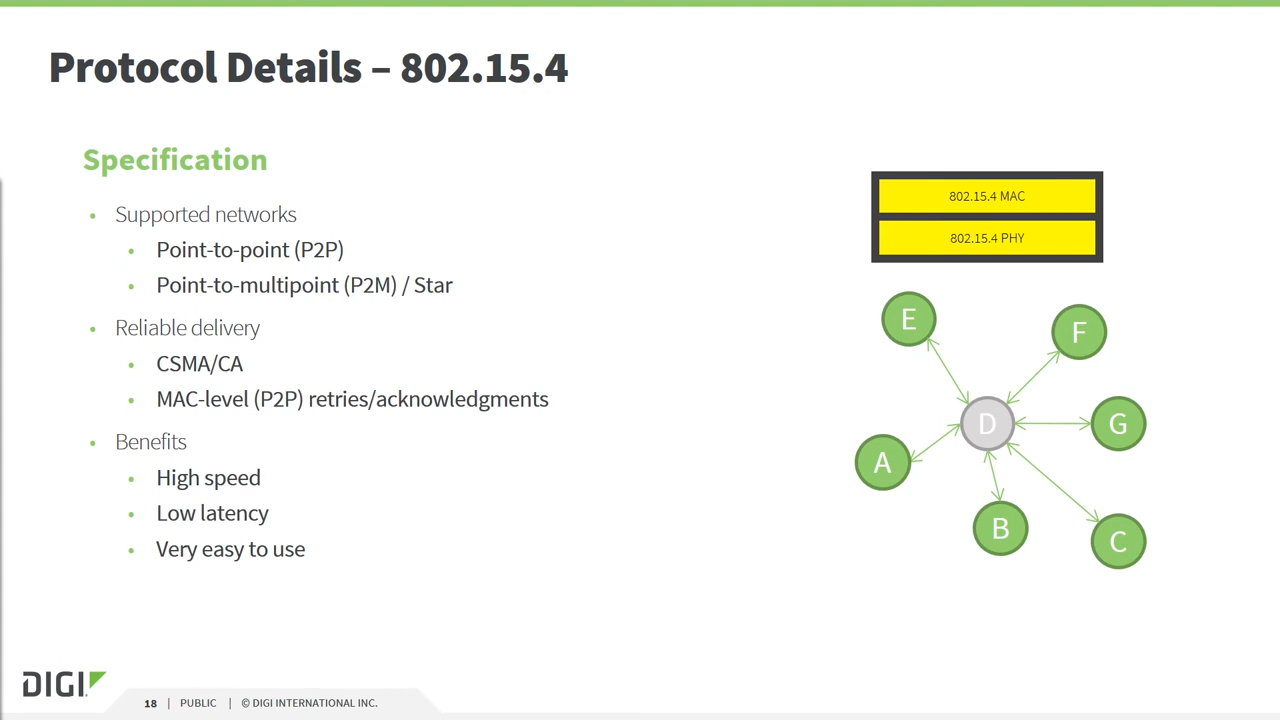 Protocol Details – 802.15.4
Specification
• Supported networks
• Point-to-point (P2P)
• Point-to-multipoint (P2M) / Star
• Reliable delivery
• CSMA/CA
• MAC-level (P2P) retries/acknowledgments
• Benefits
• High speed
• Low latency
• Very easy to use
802.15.4 MAC
802.15.4 PHY
E
F
D
G
A
B
C
DIGI
18 | PUBLIC | © DIGI INTERNATIONAL INC.